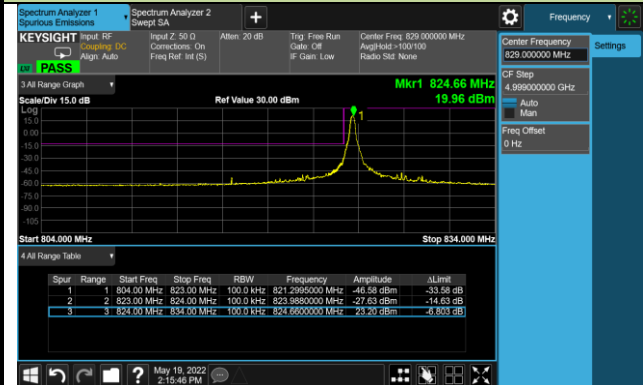 Spectrum Analyzer 1
Spurious Emissions
Spectrum Analyzer 2
Swept SA
Frequency
KEYSIGHT
Input: RF
Coupling: DC
Align: Auto
Input Z: 50 Ω
Corrections: On
Freq Ref: Int (S)
Atten: 20 dB
Trig: Free Run
Gate: Off
IF Gain: Low
Center Freq: 829.000000 MHz
Avg|Hold:>100/100
Radio Std: None
PASS
Center Frequency
829.000000 MHz
Settings
CF Step
4.999000000 GHz
Auto
Man
Freq Offset
0 Hz
3 All Range Graph
Mkr1 824.66 MHz
19.96 dBm
Scale/Div 15.0 dB
Ref Value 30.00 dBm
Log
15.0
0.00
-15.0
-30.0
-45.0
-60.0
-75.0
-90.0
-105
1
Start 804.000 MHz
Stop 834.000 MHz
4 All Range Table
Spur Range Start Freq Stop Freq RBW Frequency Amplitude ΔLimit
1 1 804.00 MHz 823.00 MHz 100.0 kHz 821.2995000 MHz -46.58 dBm -33.58 dB
2 2 823.00 MHz 824.00 MHz 100.0 kHz 823.9880000 MHz -27.63 dBm -14.63 dB
3 3 824.00 MHz 834.00 MHz 100.0 kHz 824.6600000 MHz 23.20 dBm -6.803 dB
?
May 19, 2022
2:15:46 PM